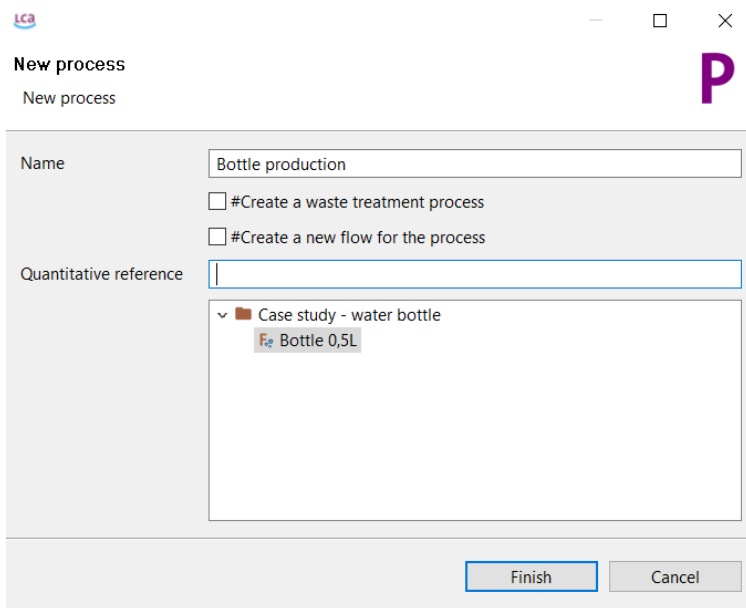 LCA
New process
New process
P
Name
Bottle production
#Create a waste treatment process
#Create a new flow for the process
Quantitative reference
Case study - water bottle
Fe Bottle 0,5L
Finish
Cancel